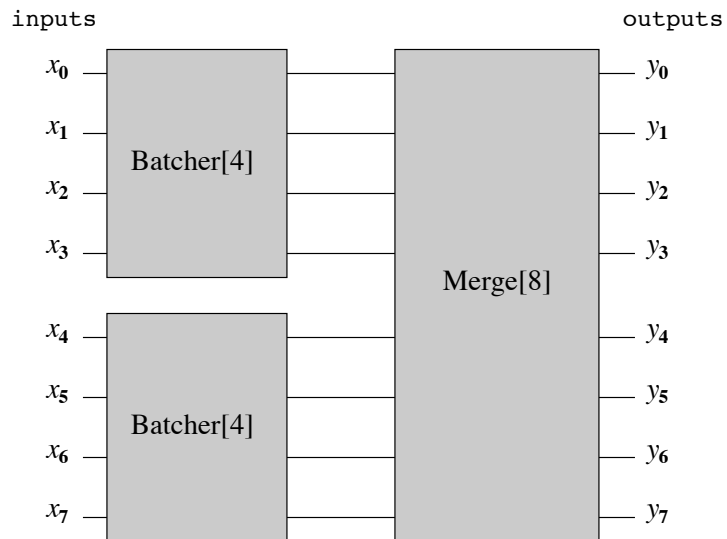 inputs outputs
x0 y0
x1 y1
Batcher[4]
x2 y2
x3 y3
Merge[8]
x4 y4
x5 y5
Batcher[4]
x6 y6
x7 y7